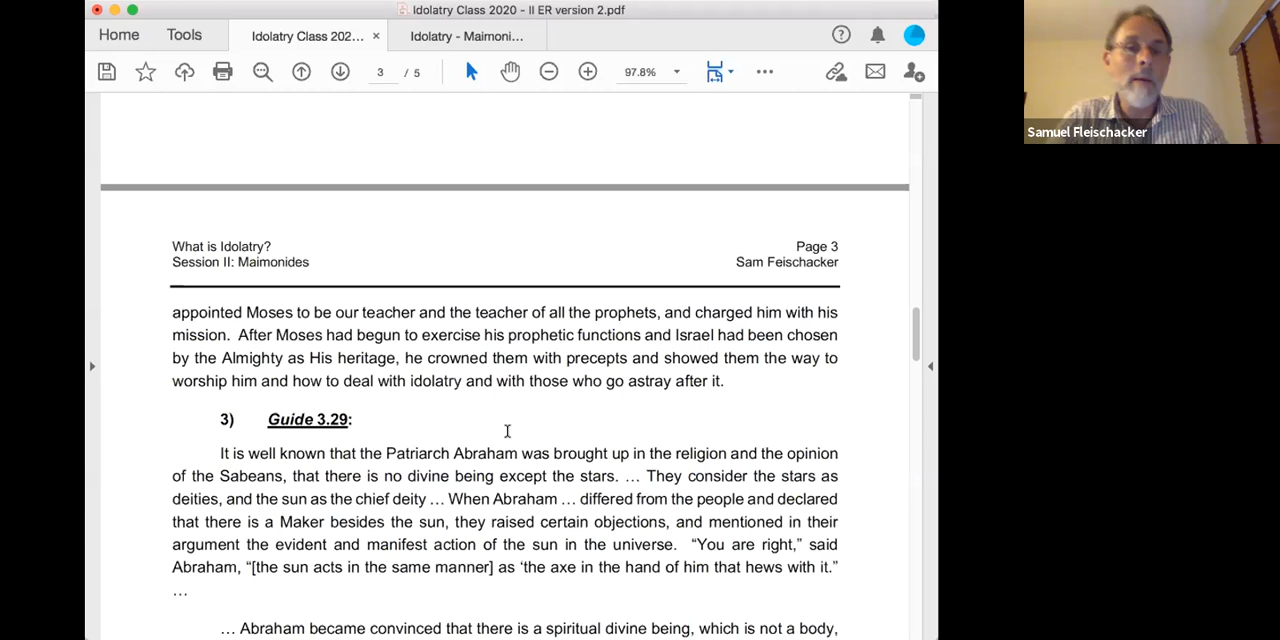 Idolatry Class 2020 - II ER version 2.pdf
Home Tools Idolatry Class 202... × Idolatry - Maimoni...
3 / 5 97.8%
Samuel Fleischacker
What is Idolatry? Page 3
Session II: Maimonides Sam Feischacker
appointed Moses to be our teacher and the teacher of all the prophets, and charged him with his
mission. After Moses had begun to exercise his prophetic functions and Israel had been chosen
by the Almighty as His heritage, he crowned them with precepts and showed them the way to
worship him and how to deal with idolatry and with those who go astray after it.
3) Guide 3.29:
It is well known that the Patriarch Abraham was brought up in the religion and the opinion
of the Sabeans, that there is no divine being except the stars. … They consider the stars as
deities, and the sun as the chief deity … When Abraham … differed from the people and declared
that there is a Maker besides the sun, they raised certain objections, and mentioned in their
argument the evident and manifest action of the sun in the universe. “You are right,” said
Abraham, “[the sun acts in the same manner] as ‘the axe in the hand of him that hews with it.”
…
… Abraham became convinced that there is a spiritual divine being, which is not a body,